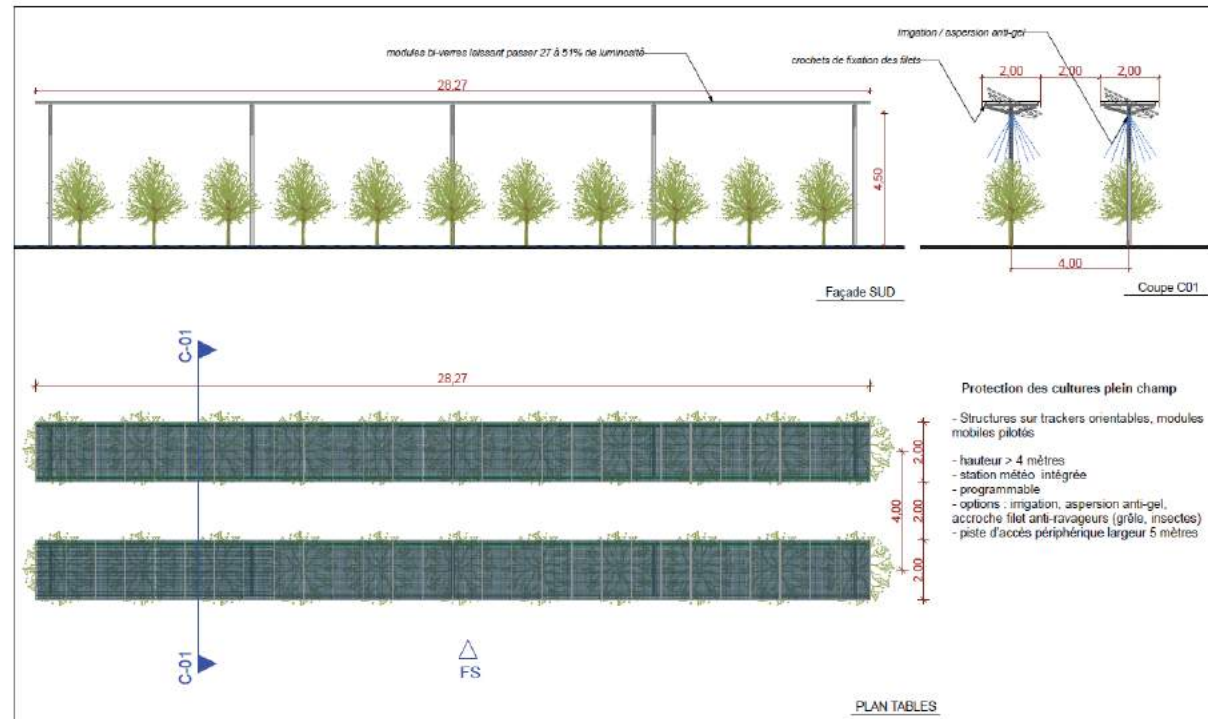 modules bi-verres laissant passer 27 à 51% de luminosité
28,27
4,50
Façade SUD
irrigation / aspersion anti-gel
crochets de fixation des filets
2,00
2,00
2,00
4,00
Coupe C01
C-01
28,27
2,00
4,00
2,00
2,00
C-01
FS
PLAN TABLES
Protection des cultures plein champ
- Structures sur trackers orientables, modules
mobiles pilotés
- hauteur > 4 mètres
- station météo intégrée
- programmable
- options : irrigation, aspersion anti-gel,
accroche filet anti-ravageurs (grêle, insectes)
- piste d'accès périphérique largeur 5 mètres